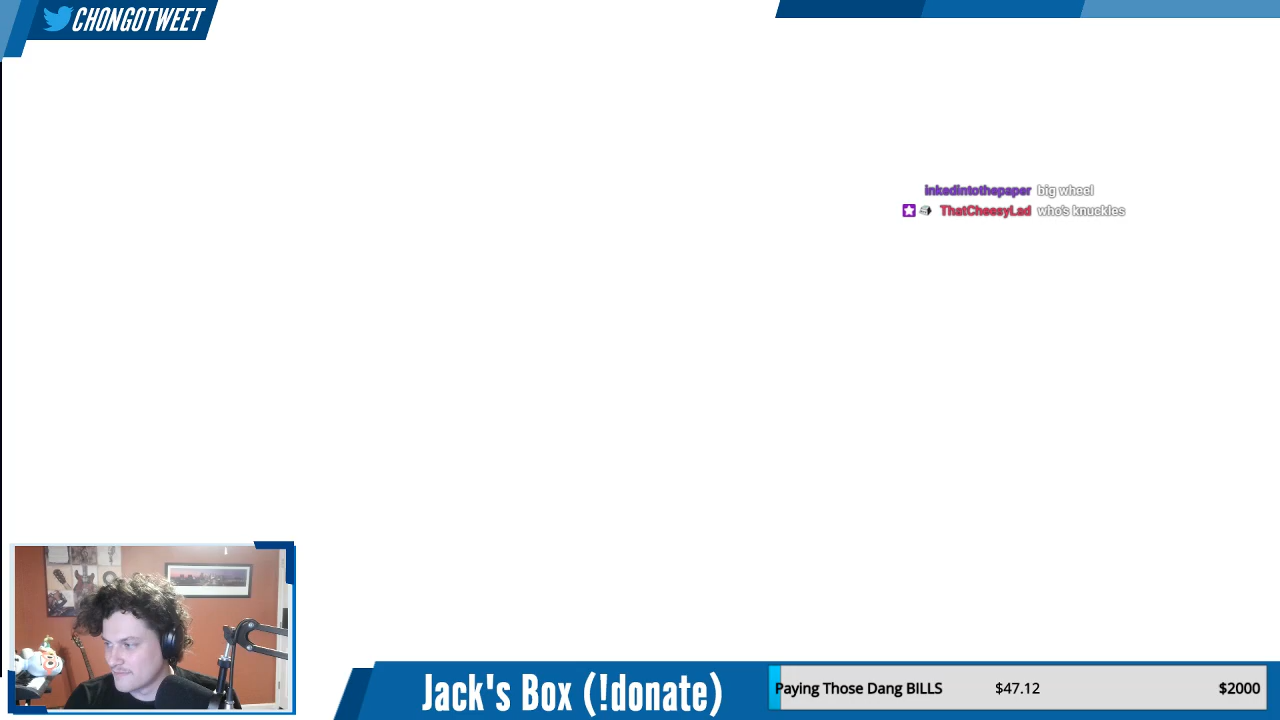 CHONGOTWEET
inkedintothepaper big wheel
ThatCheesyLad who's knuckles
Jack's Box (!donate)
Paying Those Dang BILLS $47.12 $2000